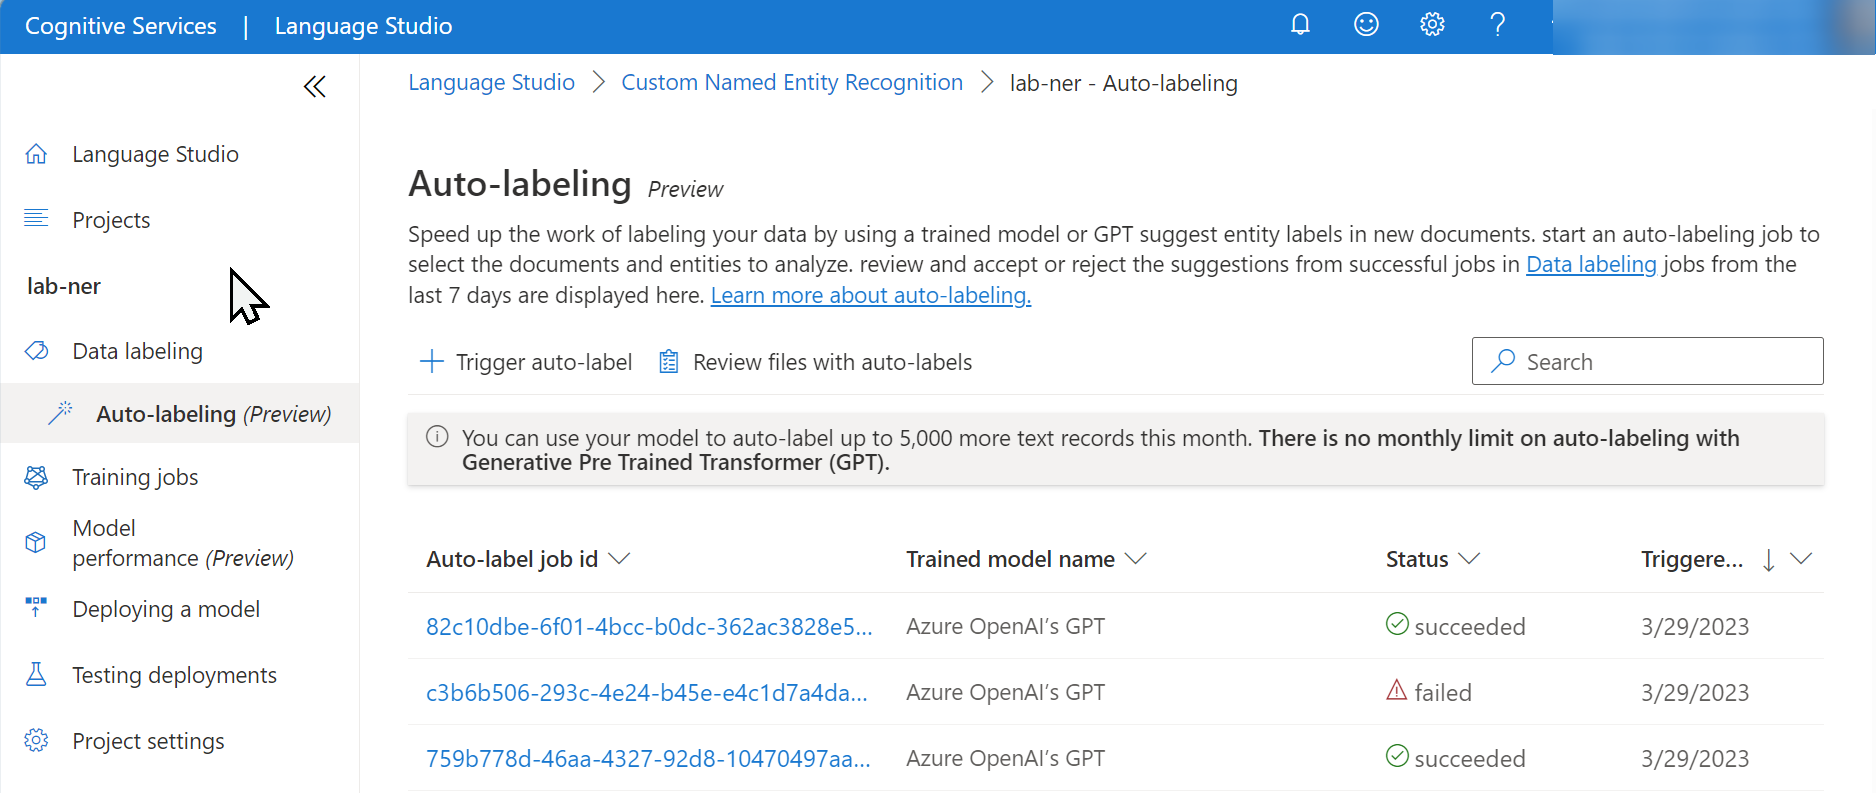 Cognitive Services | Language Studio
Language Studio > Custom Named Entity Recognition > lab-ner - Auto-labeling
Language Studio
Projects
lab-ner
Data labeling
Auto-labeling (Preview)
Training jobs
Model
performance (Preview)
Deploying a model
Testing deployments
Project settings
Auto-labeling Preview
Speed up the work of labeling your data by using a trained model or GPT suggest entity labels in new documents. start an auto-labeling job to
select the documents and entities to analyze. review and accept or reject the suggestions from successful jobs in Data labeling jobs from the
last 7 days are displayed here. Learn more about auto-labeling.
Trigger auto-label Review files with auto-labels Search
You can use your model to auto-label up to 5,000 more text records this month. There is no monthly limit on auto-labeling with
Generative Pre Trained Transformer (GPT).
Auto-label job id Trained model name Status Triggere...
82c10dbe-6f01-4bcc-b0dc-362ac3828e5... Azure OpenAI's GPT succeeded 3/29/2023
c3b6b506-293c-4e24-b45e-e4c1d7a4da... Azure OpenAI's GPT failed 3/29/2023
759b778d-46aa-4327-92d8-10470497aa... Azure OpenAI's GPT succeeded 3/29/2023